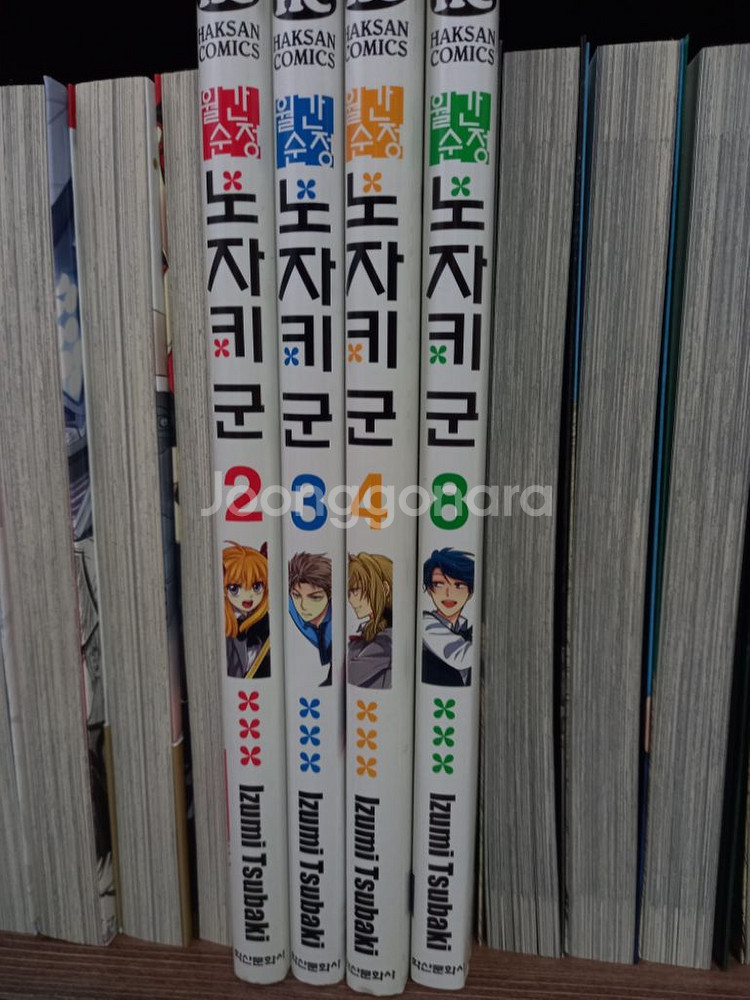 HAKSAN
COMICS
월간
순정
노자키 군
2
Izumi Tsubaki
학산문화사
HAKSAN
COMICS
월간
순정
노자키 군
3
Izumi Tsubaki
학산문화사
HAKSAN
COMICS
월간
순정
노자키 군
4
Izumi Tsubaki
학산문화사
HAKSAN
COMICS
월간
순정
노자키 군
8
Izumi Tsubaki
학산문화사
Joonggonara